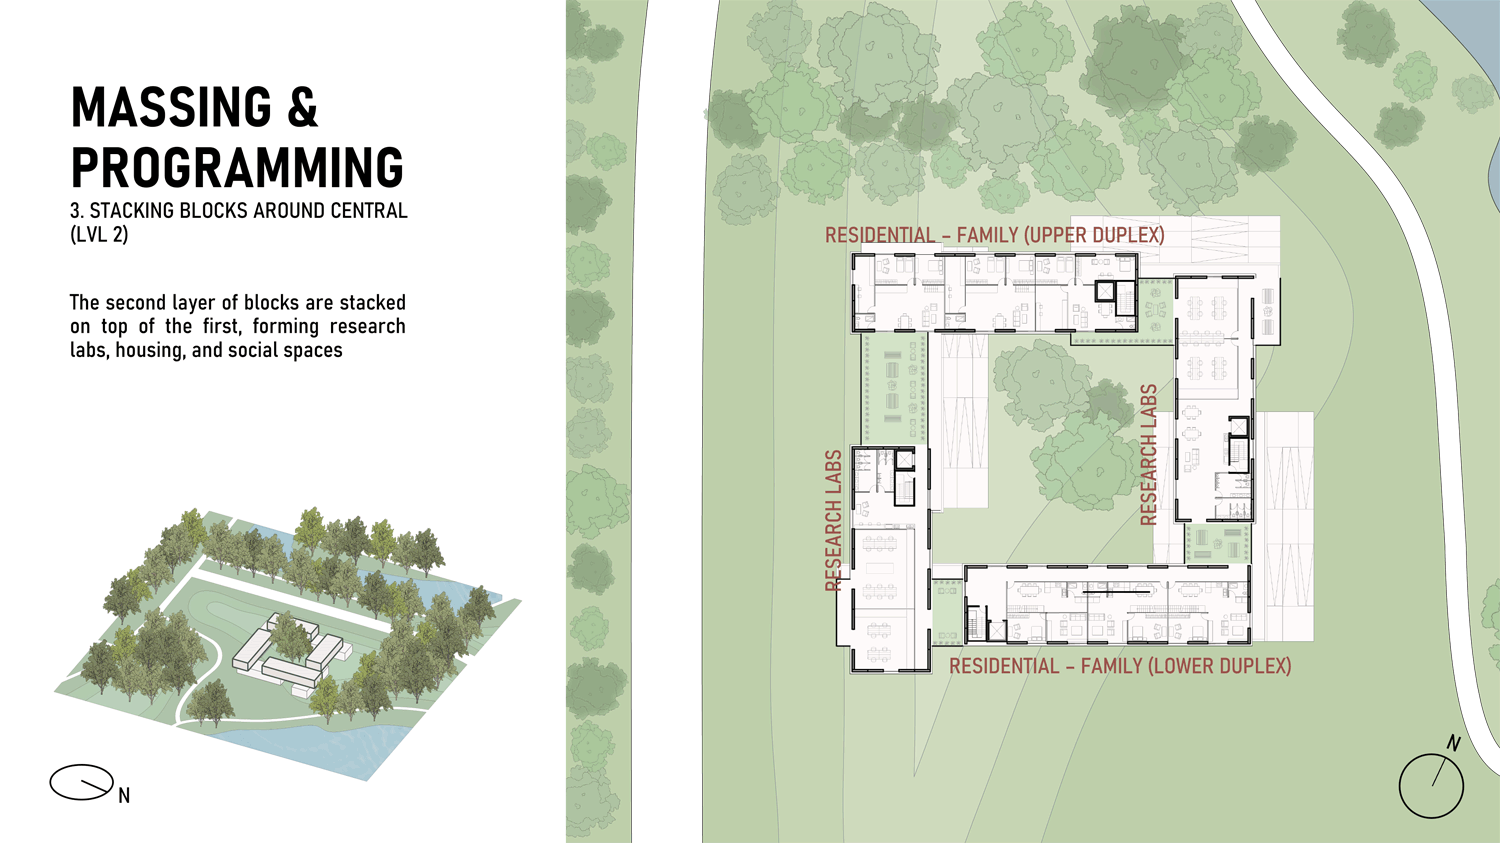 MASSING &
PROGRAMMING
3. STACKING BLOCKS AROUND CENTRAL
(LVL 2)
The second layer of blocks are stacked
on top of the first, forming research
labs, housing, and social spaces
N
RESIDENTIAL – FAMILY (UPPER DUPLEX)
RESEARCH LABS
RESEARCH LABS
RESIDENTIAL – FAMILY (LOWER DUPLEX)
N